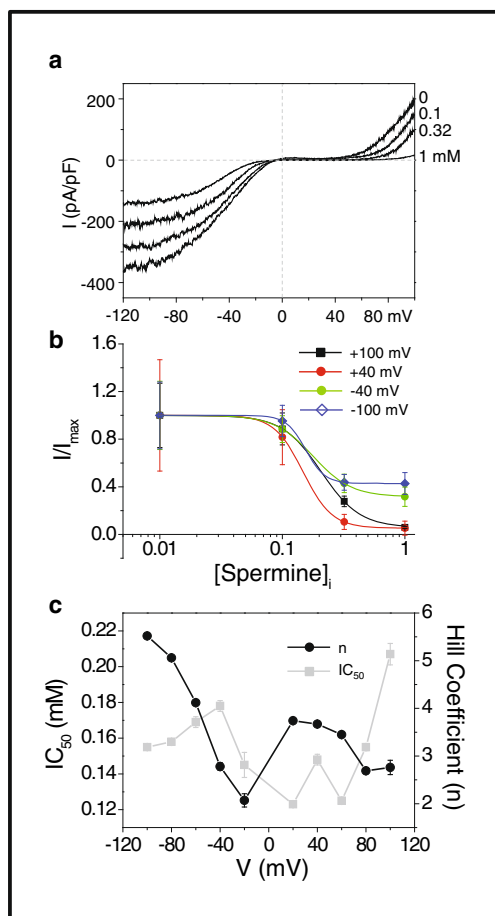 a
I (pA/pF)
200
0
-200
-400
0
0.1
0.32
1 mM
-120 -80 -40 0 40 80 mV
b
I/Imax
1.6
1.2
0.8
0.4
0.0
+100 mV
+40 mV
-40 mV
-100 mV
0.01 0.1 1
[Spermine]i
c
IC50 (mM)
0.22
0.20
0.18
0.16
0.14
0.12
n
IC50
6
5
4
3
2
Hill Coefficient (n)
-120 -80 -40 0 40 80 120
V (mV)